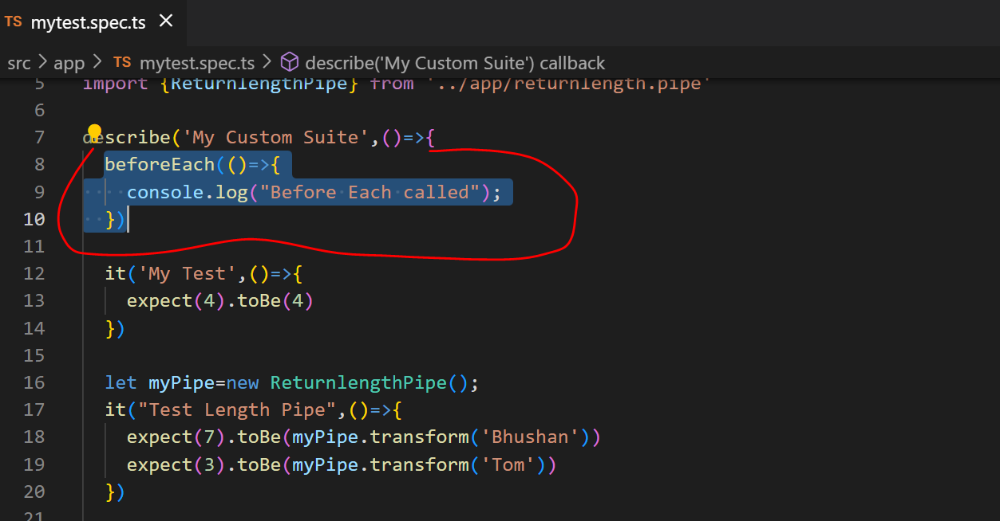 TS mytest.spec.ts ×
src > app > TS mytest.spec.ts > describe('My Custom Suite') callback
5 import {ReturnlengthPipe} from '../app/returnlength.pipe'
6
7 describe('My Custom Suite',()=>{
8 beforeEach(()=>{
9 console.log("Before Each called");
10 })
11
12 it('My Test',()=>{
13 expect(4).toBe(4)
14 })
15
16 let myPipe=new ReturnlengthPipe();
17 it("Test Length Pipe",()=>{
18 expect(7).toBe(myPipe.transform('Bhushan'))
19 expect(3).toBe(myPipe.transform('Tom'))
20 })
21